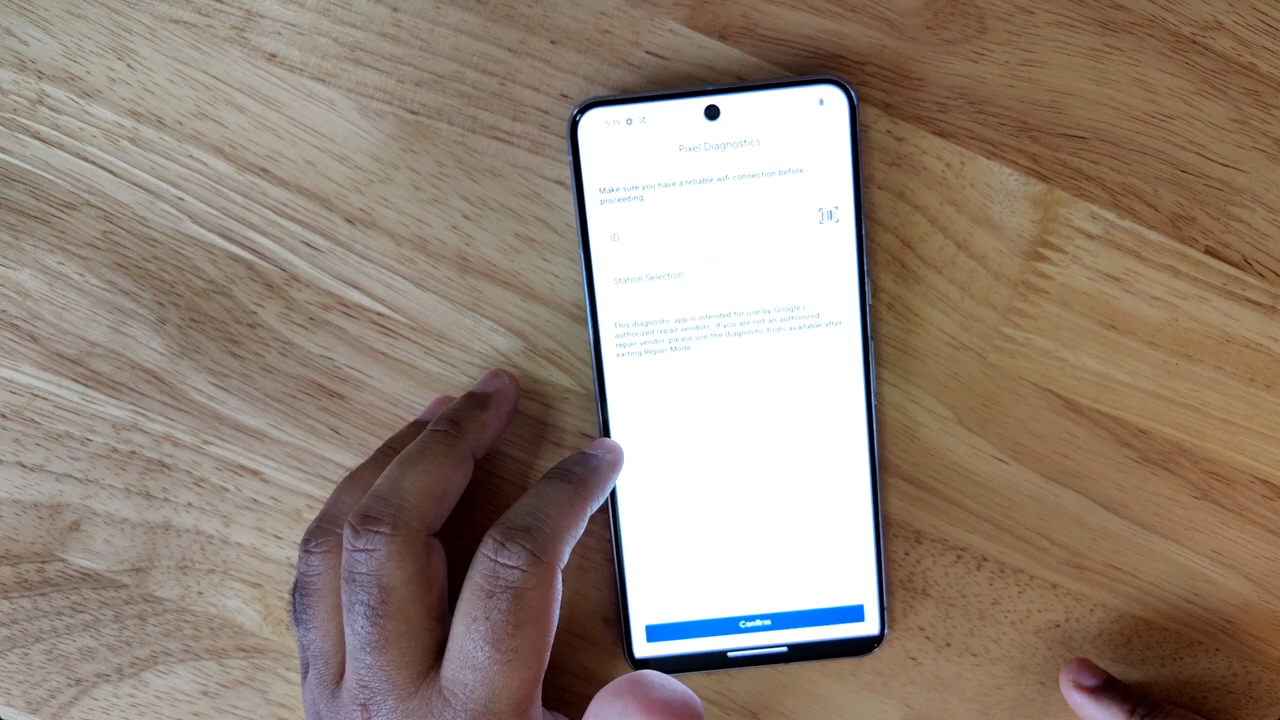 5:19
Pixel Diagnostics
Make sure you have a reliable wifi connection before
proceeding.
ID
Station Selection
This diagnostic app is intended for use by Google's
authorized repair vendors. If you are not an authorized
repair vendor, please use the diagnostic tools available after
exiting Repair Mode.
Confirm